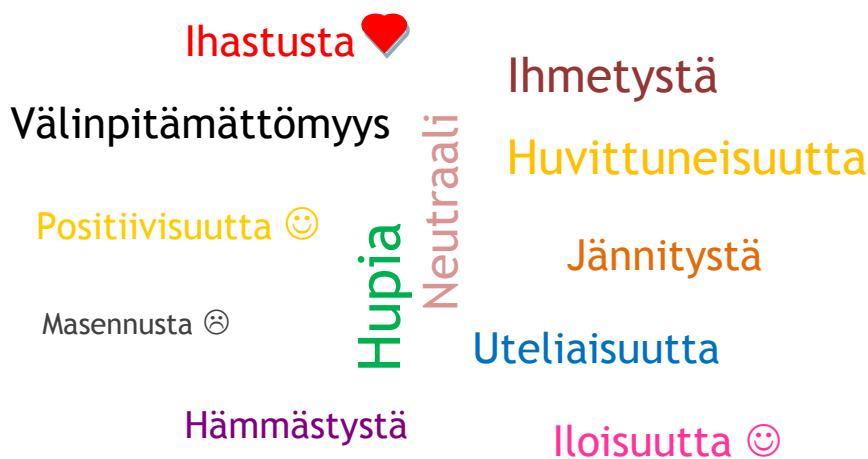 Ihastusta
Ihmetystä
Välinpitämättömyys
Neutraali
Huvittuneisuutta
Positiivisuutta ☺
Hupia
Jännitystä
Masennusta ☹
Uteliaisuutta
Hämmästystä
Iloisuutta ☺